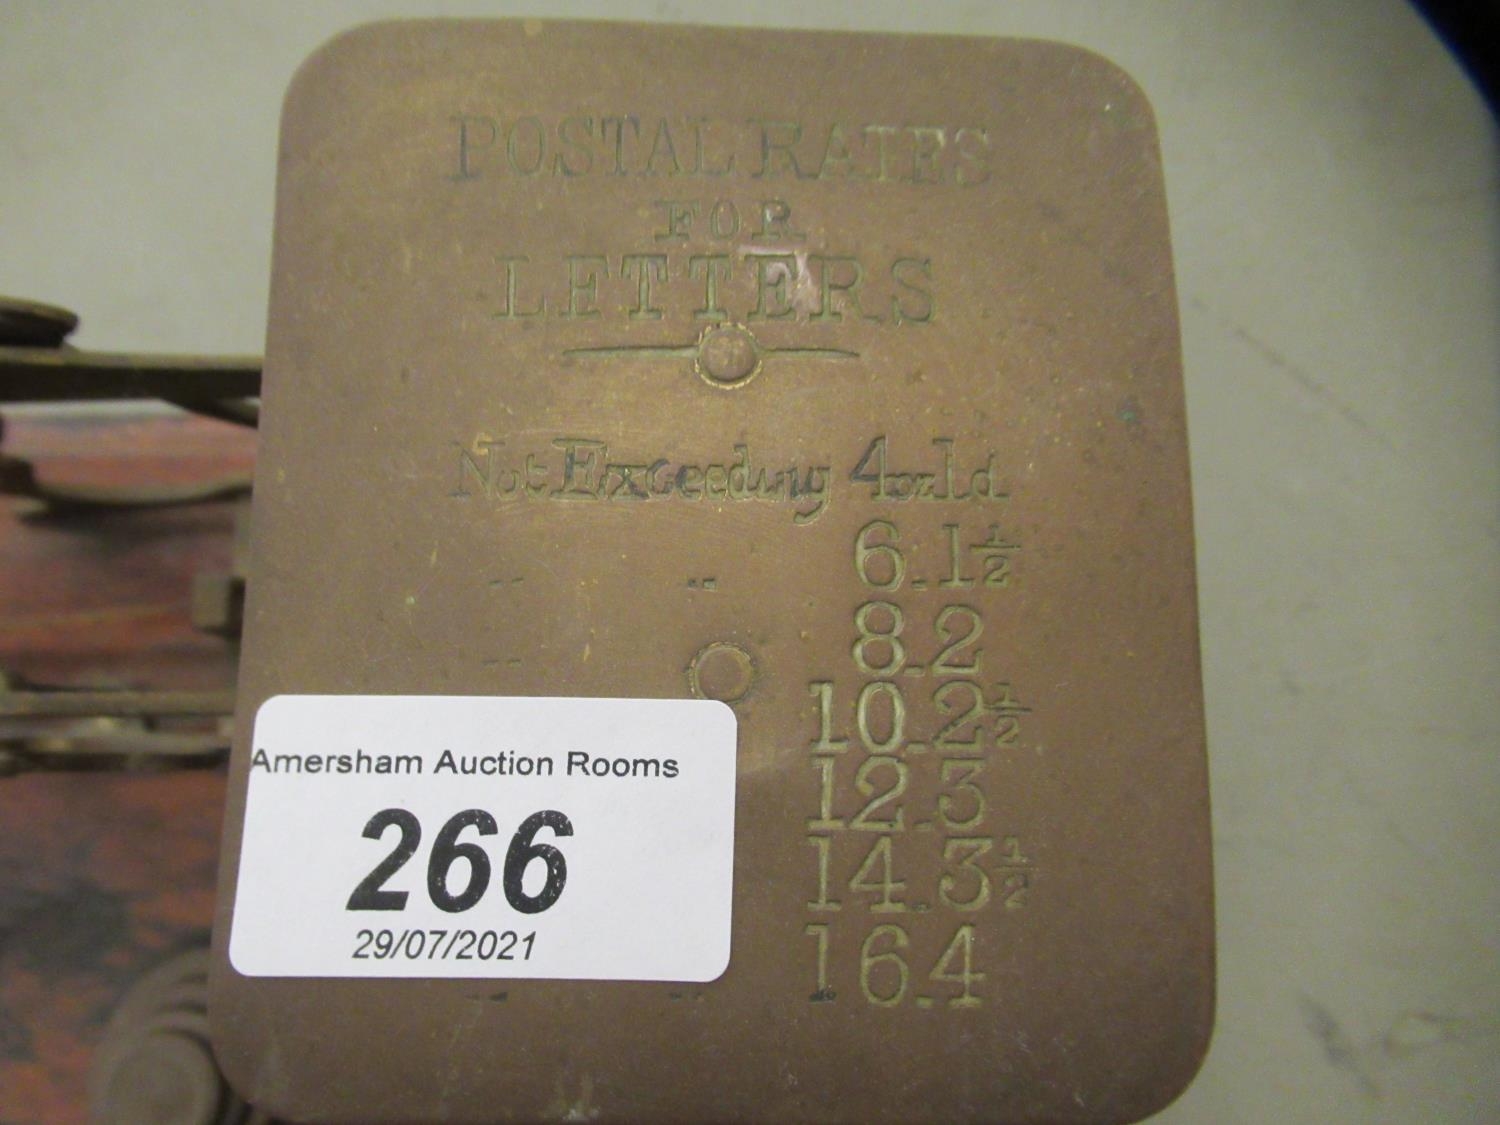 POSTAL RATES
FOR
LETTERS
Not Exceeding 4oz 1d
" " 6.1½
" 8.2
10.2½
12.3
14.3½
" " 16.4
Amersham Auction Rooms
266
29/07/2021